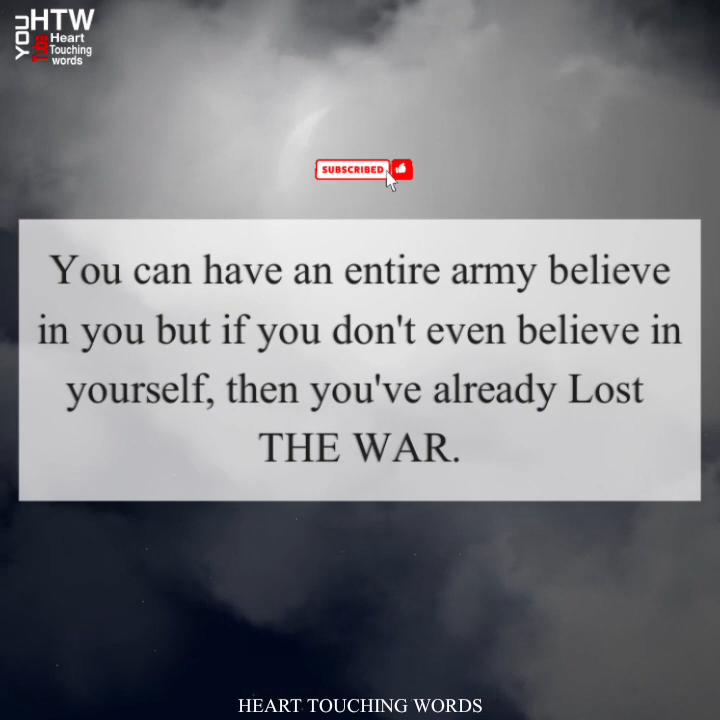 YOU
Tube
HTW
Heart
Touching
words
SUBSCRIBED
You can have an entire army believe
in you but if you don't even believe in
yourself, then you've already Lost
THE WAR.
HEART TOUCHING WORDS